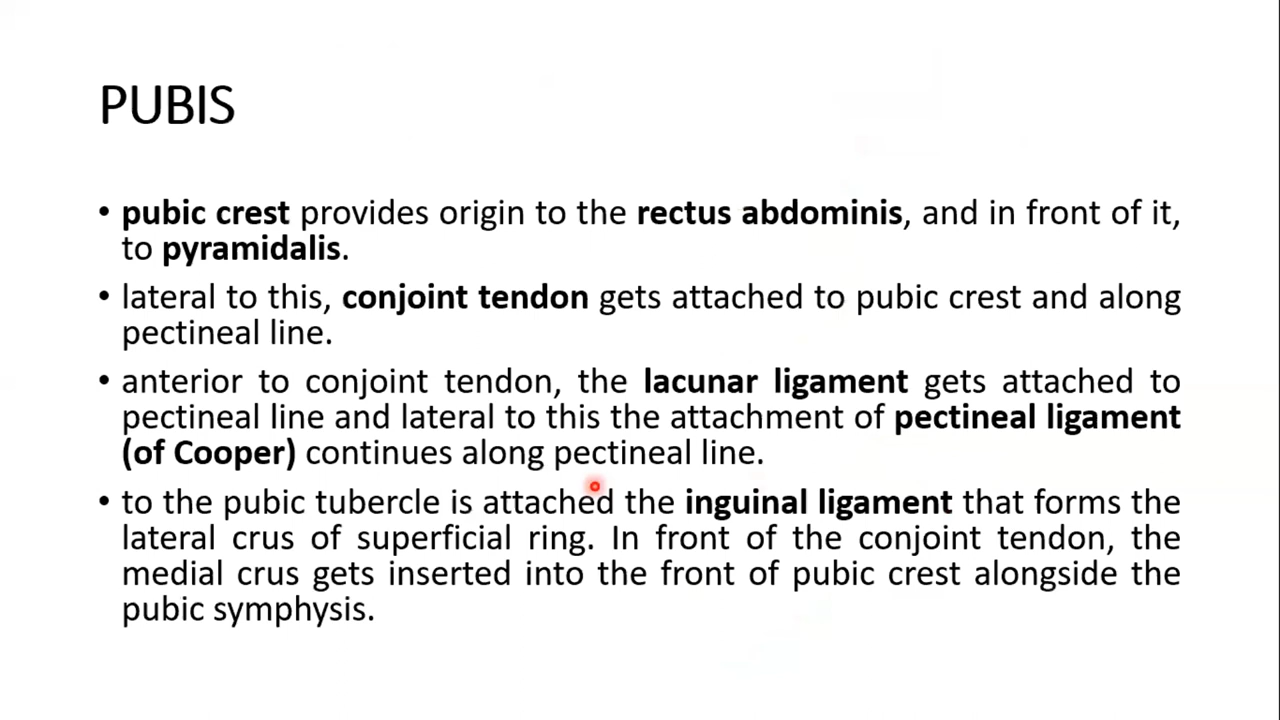 PUBIS
• pubic crest provides origin to the rectus abdominis, and in front of it,
to pyramidalis.
• lateral to this, conjoint tendon gets attached to pubic crest and along
pectineal line.
• anterior to conjoint tendon, the lacunar ligament gets attached to
pectineal line and lateral to this the attachment of pectineal ligament
(of Cooper) continues along pectineal line.
• to the pubic tubercle is attached the inguinal ligament that forms the
lateral crus of superficial ring. In front of the conjoint tendon, the
medial crus gets inserted into the front of pubic crest alongside the
pubic symphysis.